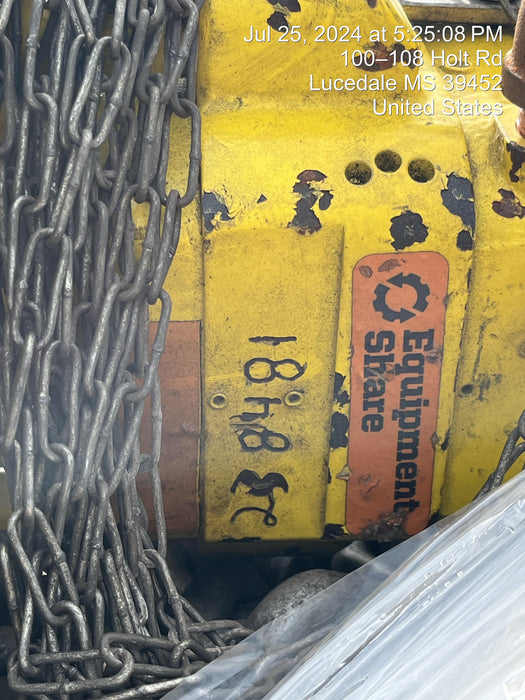 Jul 25, 2024 at 5:25:08 PM
100–108 Holt Rd
Lucedale MS 39452
United States
Equipment
Share